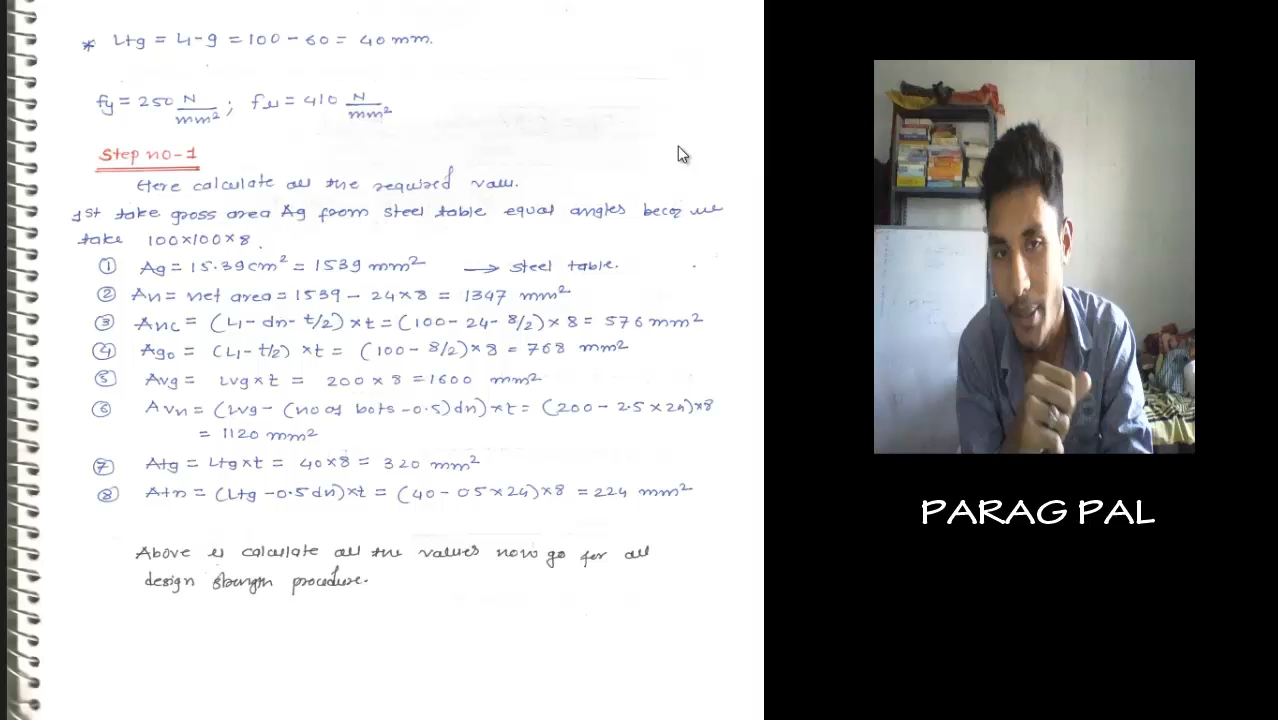 * Ltg = L1 - g = 100 - 60 = 40 mm.
fy = 250 N/mm² ; fu = 410 N/mm²
Step no-1
Here calculate all the required valu.
1st take gross area Ag from steel table equal angles becoz we
take 100×100×8.
① Ag = 15.39 cm² = 1539 mm² → steel table.
② An = net area = 1539 - 24×8 = 1347 mm²
③ Anc = (L1 - dn - t/2) × t = (100 - 24 - 8/2) × 8 = 576 mm²
④ Ago = (L1 - t/2) × t = (100 - 8/2) × 8 = 768 mm²
⑤ Avg = Lvg × t = 200 × 8 = 1600 mm²
⑥ Avn = (Lvg - (no of bots - 0.5) dn) × t = (200 - 2.5 × 24) × 8
= 1120 mm²
⑦ Atg = Ltg × t = 40 × 8 = 320 mm²
⑧ Atn = (Ltg - 0.5 dn) × t = (40 - 0.5 × 24) × 8 = 224 mm²
Above is calculate all the values now go for all
design strength procedure.
PARAG PAL